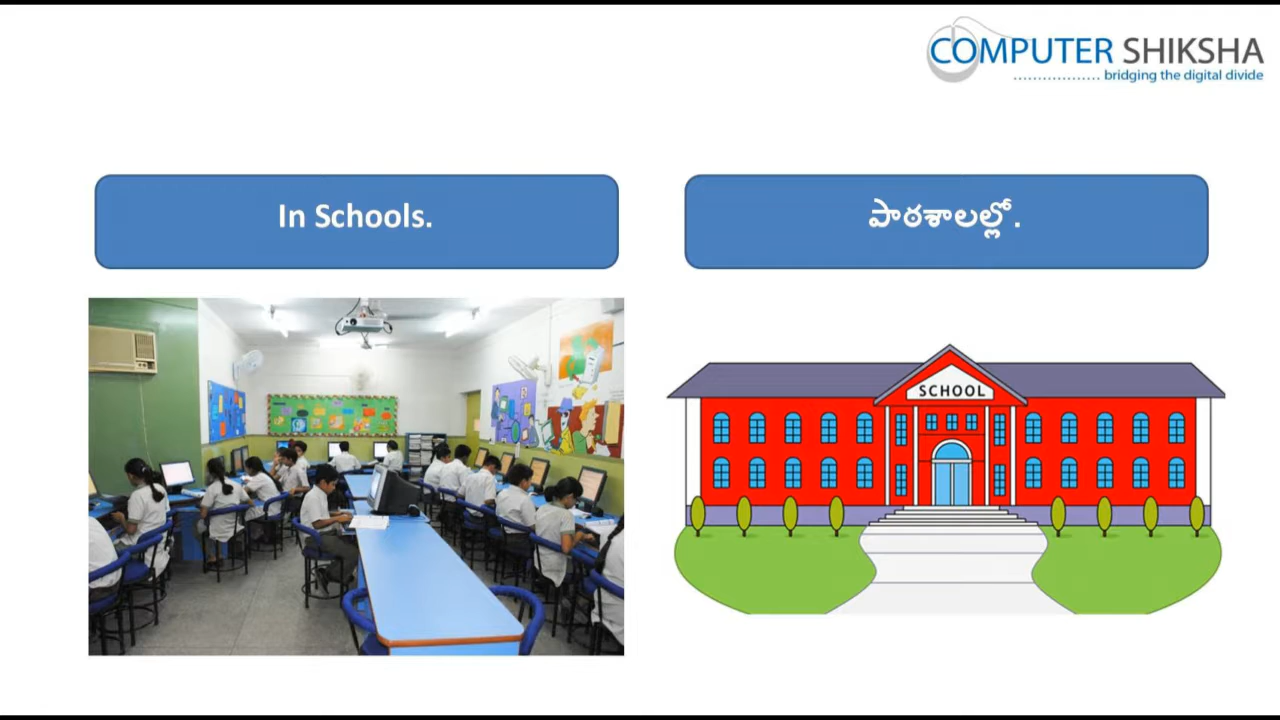 COMPUTER SHIKSHA
bridging the digital divide
In Schools.
పాఠశాలల్లో.
SCHOOL